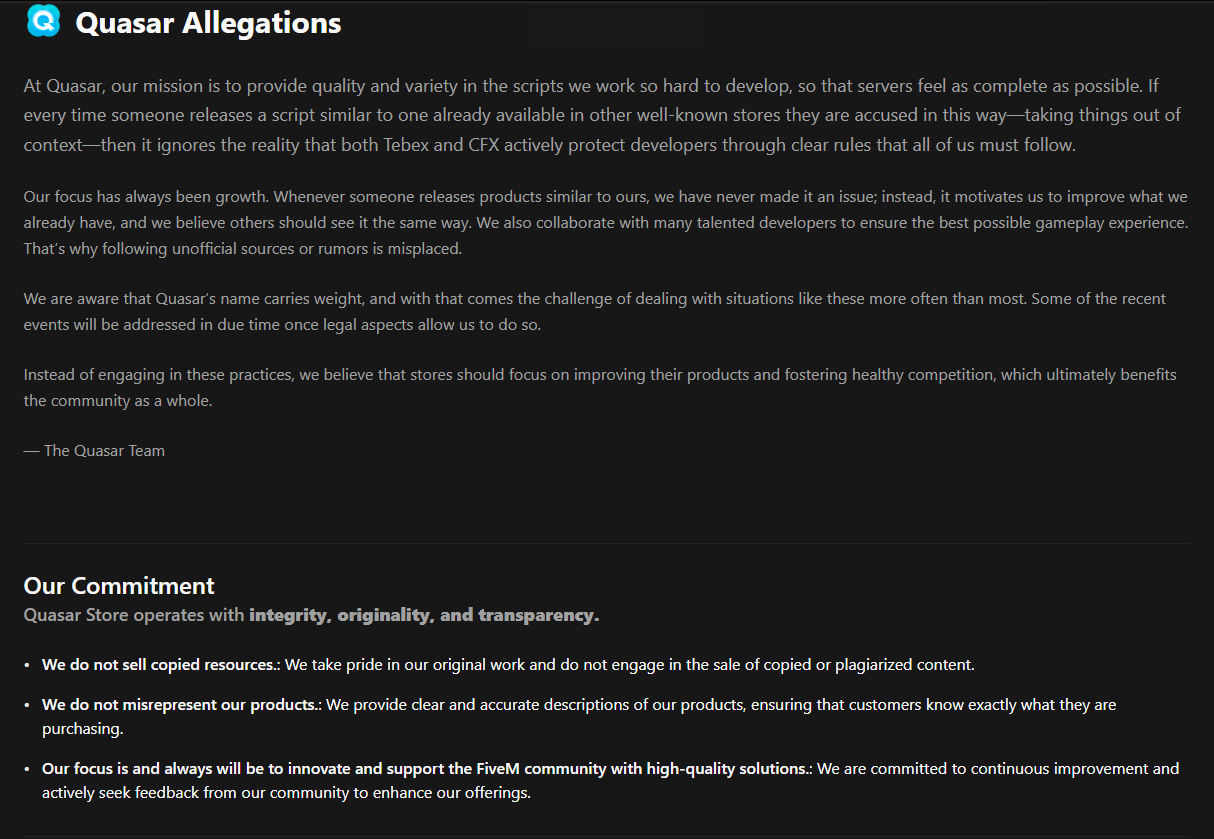 Quasar Allegations
At Quasar, our mission is to provide quality and variety in the scripts we work so hard to develop, so that servers feel as complete as possible. If
every time someone releases a script similar to one already available in other well-known stores they are accused in this way—taking things out of
context—then it ignores the reality that both Tebex and CFX actively protect developers through clear rules that all of us must follow.
Our focus has always been growth. Whenever someone releases products similar to ours, we have never made it an issue; instead, it motivates us to improve what we
already have, and we believe others should see it the same way. We also collaborate with many talented developers to ensure the best possible gameplay experience.
That’s why following unofficial sources or rumors is misplaced.
We are aware that Quasar’s name carries weight, and with that comes the challenge of dealing with situations like these more often than most. Some of the recent
events will be addressed in due time once legal aspects allow us to do so.
Instead of engaging in these practices, we believe that stores should focus on improving their products and fostering healthy competition, which ultimately benefits
the community as a whole.
— The Quasar Team
Our Commitment
Quasar Store operates with integrity, originality, and transparency.
• We do not sell copied resources.: We take pride in our original work and do not engage in the sale of copied or plagiarized content.
• We do not misrepresent our products.: We provide clear and accurate descriptions of our products, ensuring that customers know exactly what they are
purchasing.
• Our focus is and always will be to innovate and support the FiveM community with high-quality solutions.: We are committed to continuous improvement and
actively seek feedback from our community to enhance our offerings.